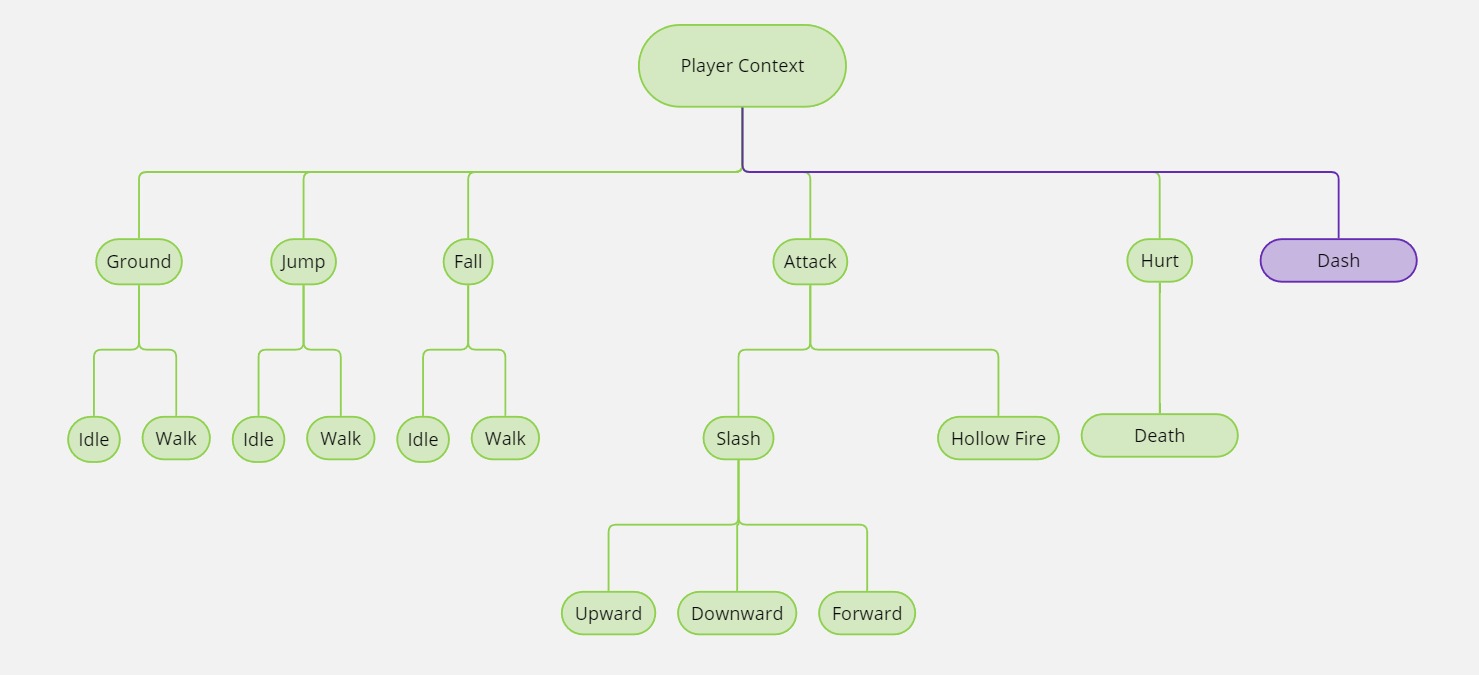 Player Context
Ground
Jump
Fall
Attack
Hurt
Dash
Idle
Walk
Idle
Walk
Idle
Walk
Slash
Hollow Fire
Death
Upward
Downward
Forward